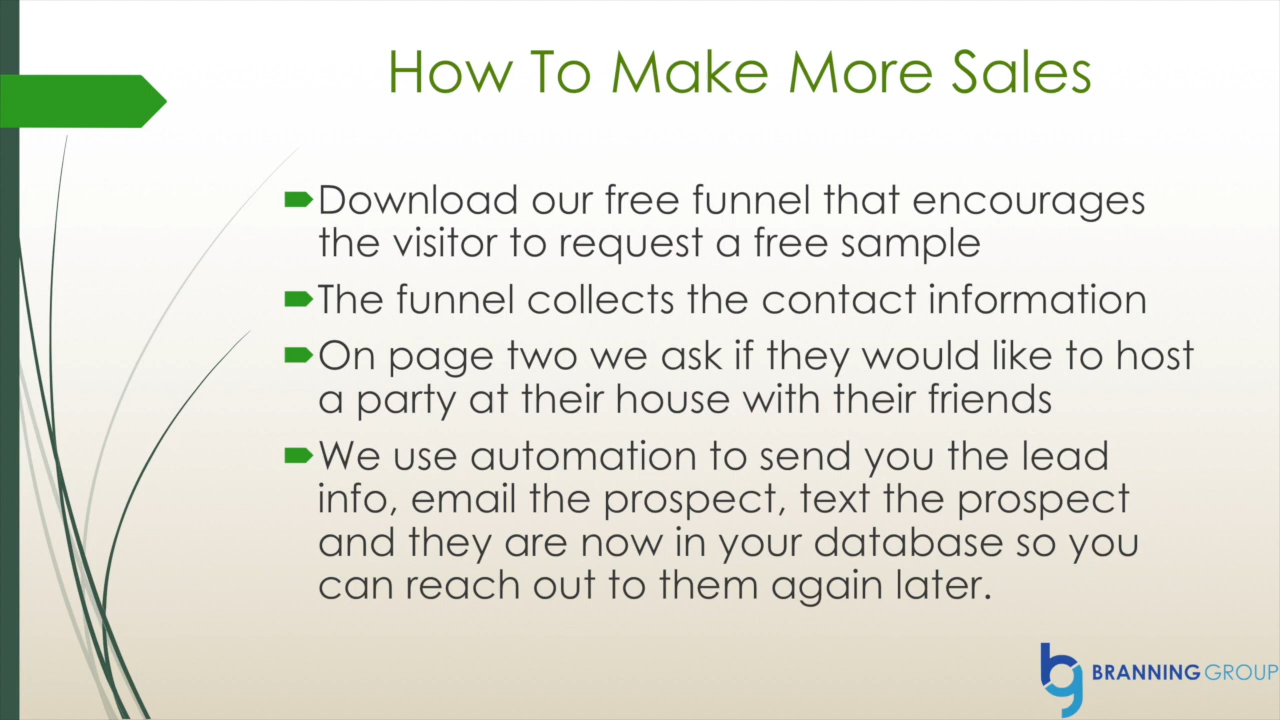 How To Make More Sales
Download our free funnel that encourages
the visitor to request a free sample
The funnel collects the contact information
On page two we ask if they would like to host
a party at their house with their friends
We use automation to send you the lead
info, email the prospect, text the prospect
and they are now in your database so you
can reach out to them again later.
bg BRANNING GROUP